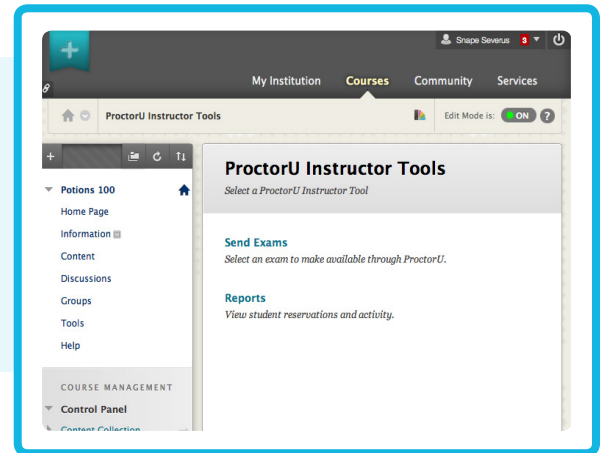 Snape Severus 3
My Institution Courses Community Services
ProctorU Instructor Tools
Edit Mode is: ON ?
Potions 100
Home Page
Information
Content
Discussions
Groups
Tools
Help
COURSE MANAGEMENT
Control Panel
Content Collection
ProctorU Instructor Tools
Select a ProctorU Instructor Tool
Send Exams
Select an exam to make available through ProctorU.
Reports
View student reservations and activity.